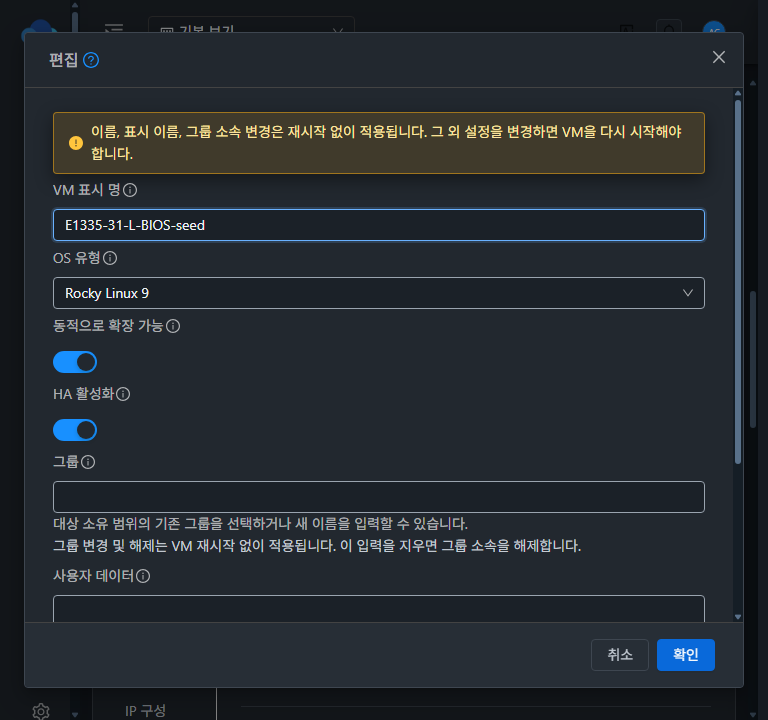 기본 보기
편집
이름, 표시 이름, 그룹 소속 변경은 재시작 없이 적용됩니다. 그 외 설정을 변경하면 VM을 다시 시작해야
합니다.
VM 표시 명
E1335-31-L-BIOS-seed
OS 유형
Rocky Linux 9
동적으로 확장 가능
HA 활성화
그룹
대상 소유 범위의 기존 그룹을 선택하거나 새 이름을 입력할 수 있습니다.
그룹 변경 및 해제는 VM 재시작 없이 적용됩니다. 이 입력을 지우면 그룹 소속을 해제합니다.
사용자 데이터
취소
확인
IP 구성